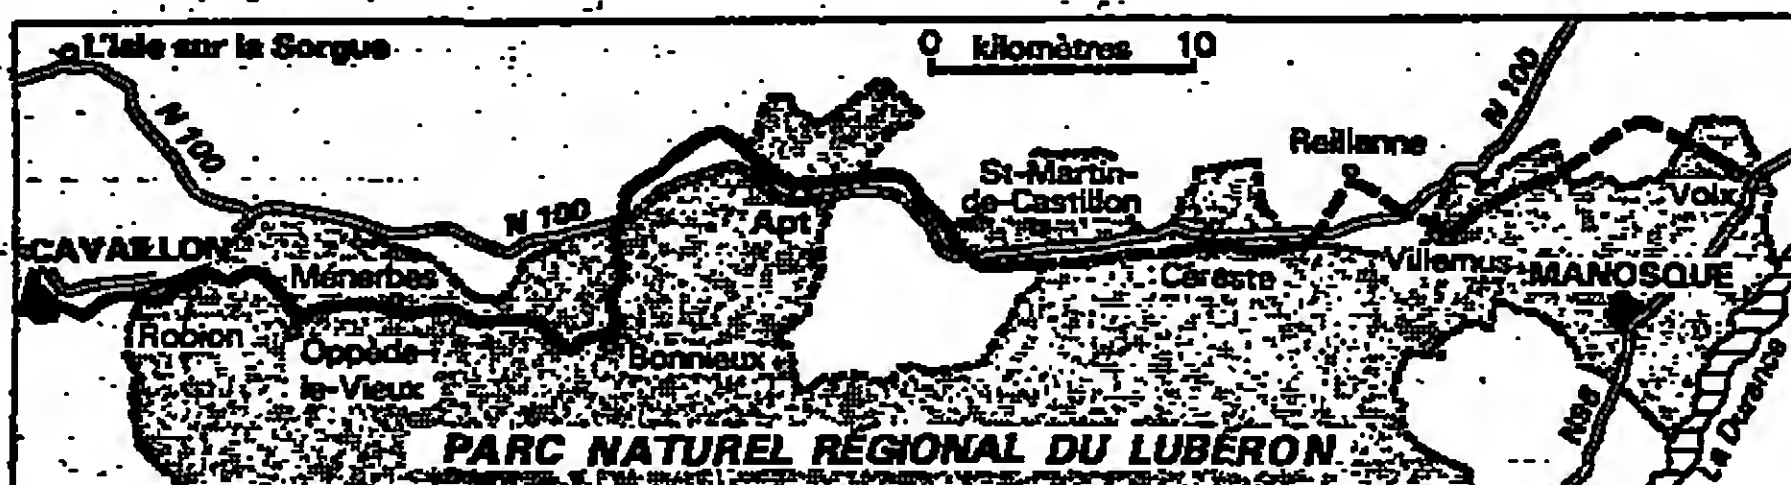 L'Isle sur la Sorgue
0 kilomètres 10
N 100
N 100
N 100
Reillanne
St-Martin-
de-Castillon
Apt
Voix
CAVAILLON
Ménerbes
Céreste
Villemus
MANOSQUE
Robion
Oppède-
le-Vieux
Bonnieux
N96
La Durance
PARC NATUREL RÉGIONAL DU LUBÉRON